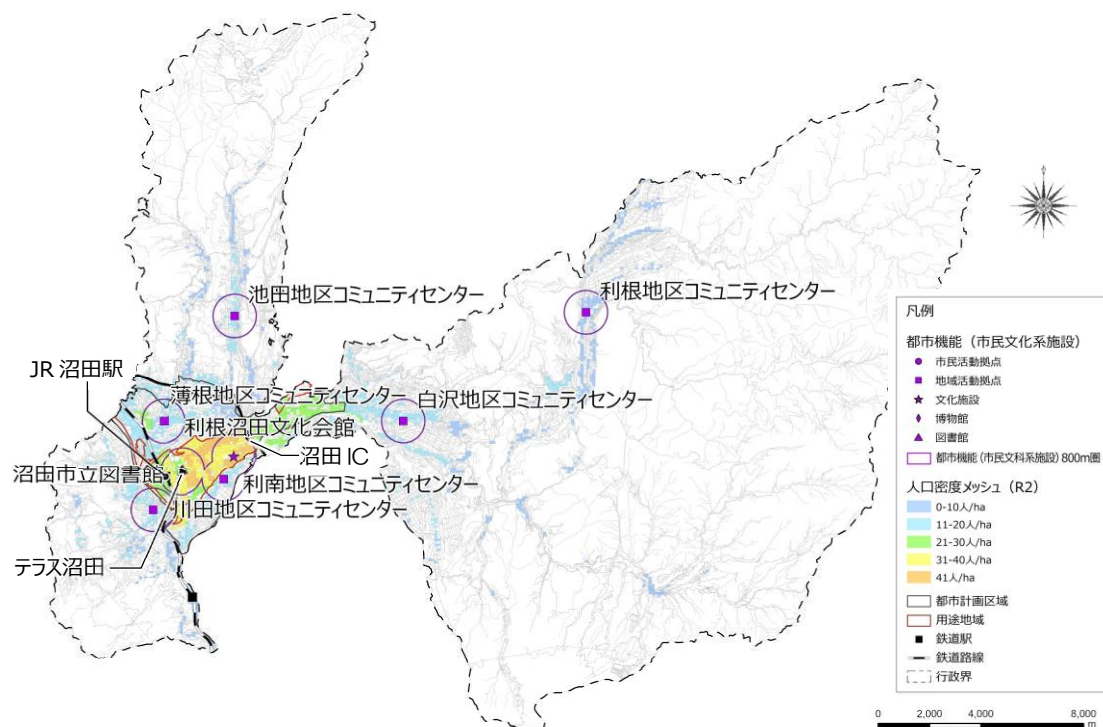 池田地区コミュニティセンター
利根地区コミュニティセンター
JR 沼田駅
薄根地区コミュニティセンター
白沢地区コミュニティセンター
利根沼田文化会館
沼田 IC
沼田市立図書館
利南地区コミュニティセンター
川田地区コミュニティセンター
テラス沼田
凡例
都市機能（市民文化系施設）
市民活動拠点
地域活動拠点
文化施設
博物館
図書館
都市機能（市民文科系施設）800m圏
人口密度メッシュ（R2）
0-10人/ha
11-20人/ha
21-30人/ha
31-40人/ha
41人/ha
都市計画区域
用途地域
鉄道駅
鉄道路線
行政界
0 2,000 4,000 8,000
m